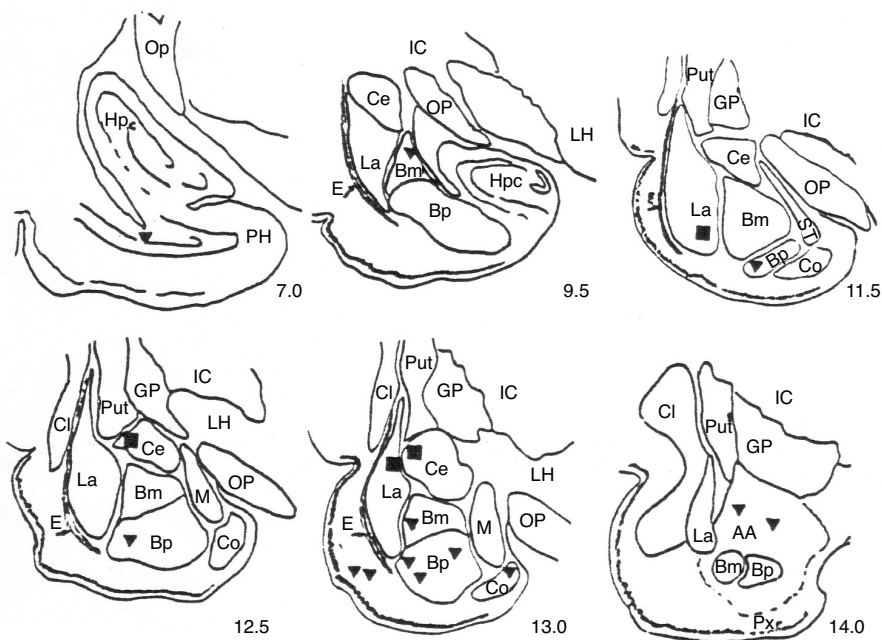 Op
Hp
PH
7.0
IC
Ce
OP
LH
La
Bm
Hpc
E
Bp
9.5
Put
GP
IC
Ce
OP
La
Bm
ST
Bp
Co
11.5
IC
GP
Cl
Put
LH
Ce
La
OP
Bm
M
E
Bp
Co
12.5
Put
Cl
GP
IC
Ce
LH
La
Bm
M
OP
E
Bp
Co
13.0
Cl
IC
Put
GP
La
AA
Bm
Bp
Px
14.0